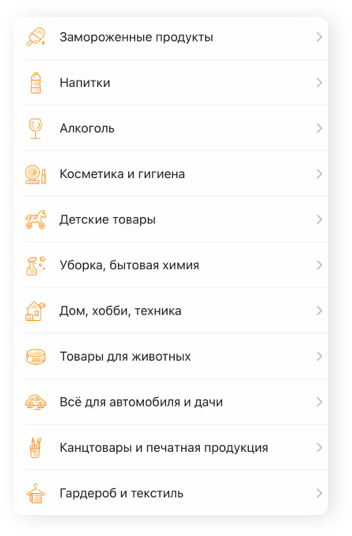 Замороженные продукты
Напитки
Алкоголь
Косметика и гигиена
Детские товары
Уборка, бытовая химия
Дом, хобби, техника
Товары для животных
Всё для автомобиля и дачи
Канцтовары и печатная продукция
Гардероб и текстиль